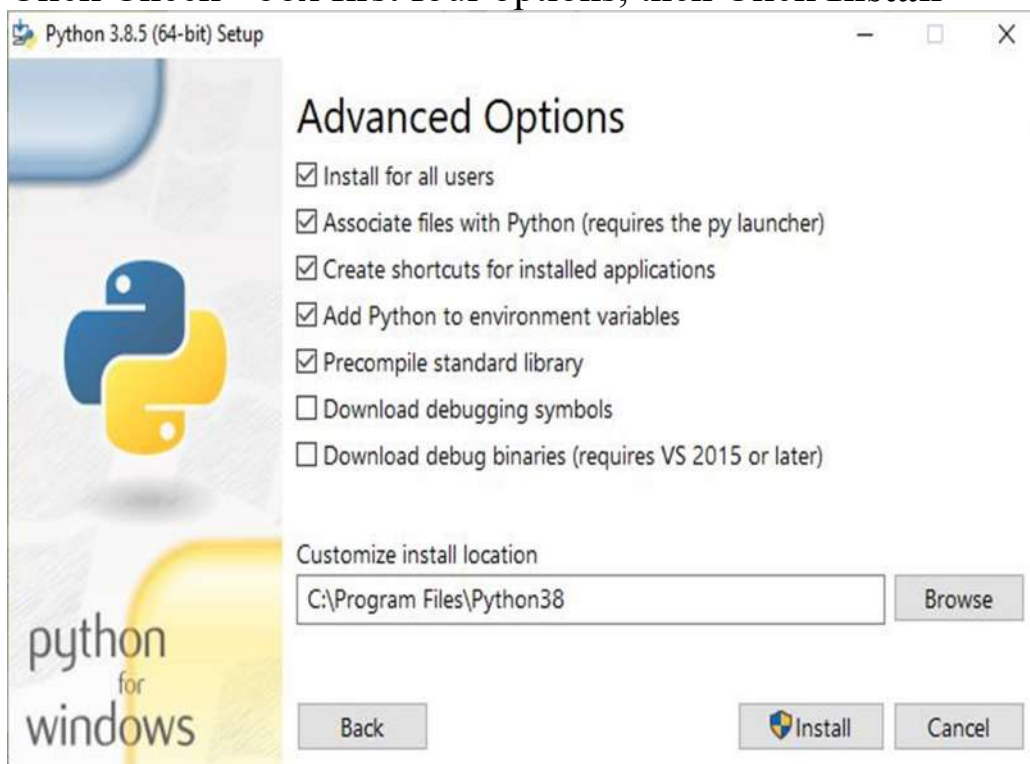 Python 3.8.5 (64-bit) Setup
Advanced Options
Install for all users
Associate files with Python (requires the py launcher)
Create shortcuts for installed applications
Add Python to environment variables
Precompile standard library
Download debugging symbols
Download debug binaries (requires VS 2015 or later)
Customize install location
C:\Program Files\Python38
Browse
python
for
windows
Back
Install
Cancel